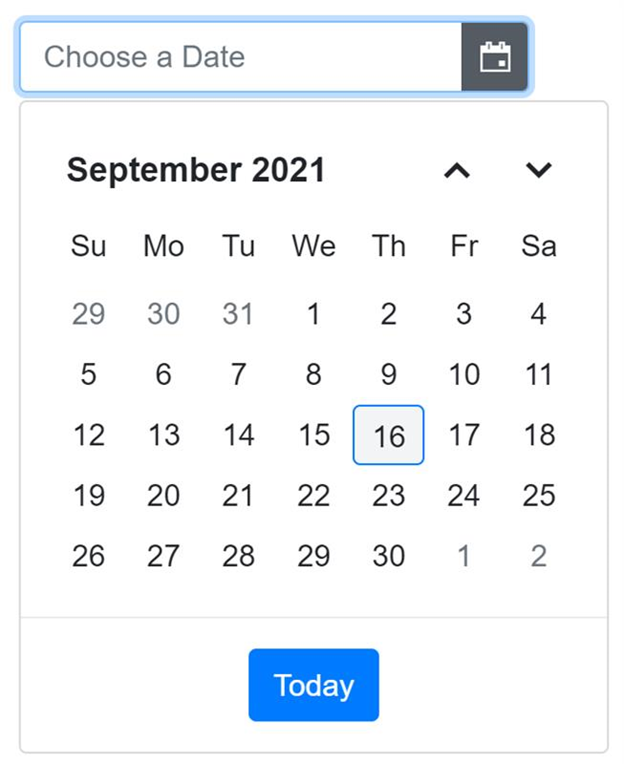 Choose a Date
September 2021
Su Mo Tu We Th Fr Sa
29 30 31 1 2 3 4
5 6 7 8 9 10 11
12 13 14 15 16 17 18
19 20 21 22 23 24 25
26 27 28 29 30 1 2
Today